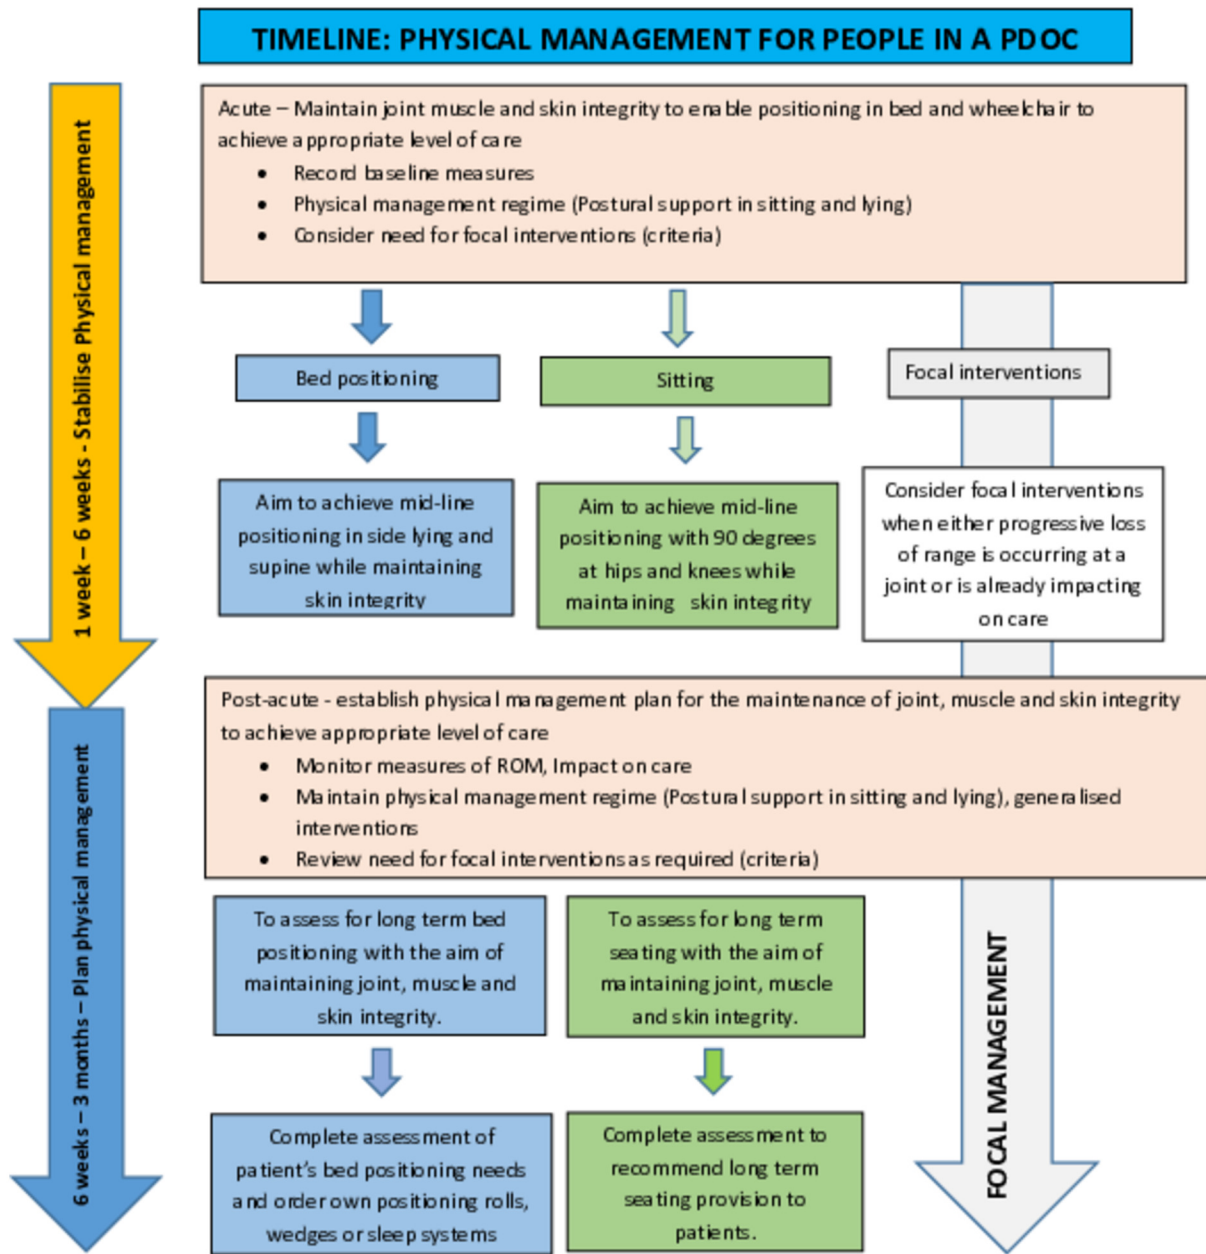 TIMELINE: PHYSICAL MANAGEMENT FOR PEOPLE IN A PDOC
1 week – 6 weeks - Stabilise Physical management
Acute – Maintain joint muscle and skin integrity to enable positioning in bed and wheelchair to
achieve appropriate level of care
• Record baseline measures
• Physical management regime (Postural support in sitting and lying)
• Consider need for focal interventions (criteria)
Bed positioning
Sitting
Focal interventions
Aim to achieve mid-line
positioning in side lying and
supine while maintaining
skin integrity
Aim to achieve mid-line
positioning with 90 degrees
at hips and knees while
maintaining skin integrity
Consider focal interventions
when either progressive loss
of range is occurring at a
joint or is already impacting
on care
6 weeks – 3 months – Plan physical management
Post-acute - establish physical management plan for the maintenance of joint, muscle and skin integrity
to achieve appropriate level of care
• Monitor measures of ROM, Impact on care
• Maintain physical management regime (Postural support in sitting and lying), generalised
interventions
• Review need for focal interventions as required (criteria)
To assess for long term bed
positioning with the aim of
maintaining joint, muscle and
skin integrity.
To assess for long term
seating with the aim of
maintaining joint, muscle
and skin integrity.
FOCAL MANAGEMENT
Complete assessment of
patient's bed positioning needs
and order own positioning rolls,
wedges or sleep systems
Complete assessment to
recommend long term
seating provision to
patients.